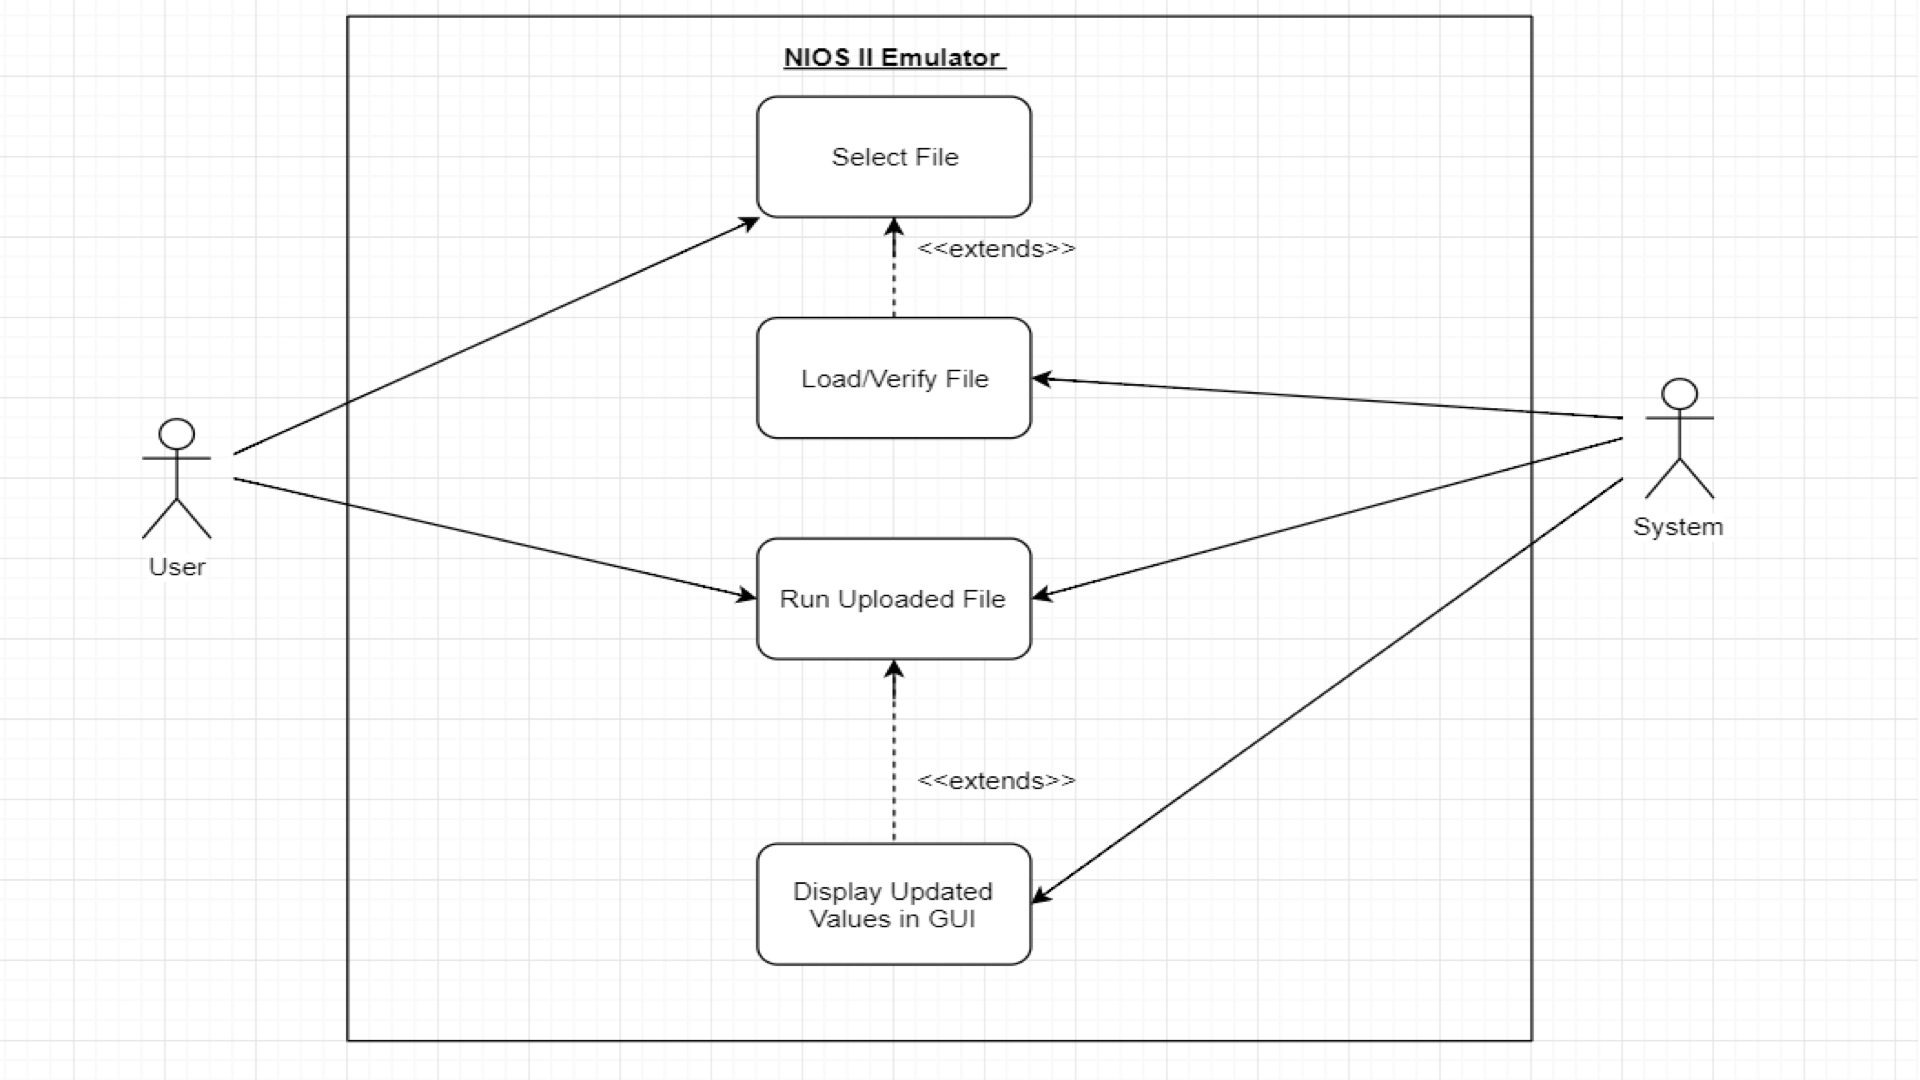 NIOS II Emulator
Select File
<<extends>>
Load/Verify File
User
System
Run Uploaded File
<<extends>>
Display Updated
Values in GUI